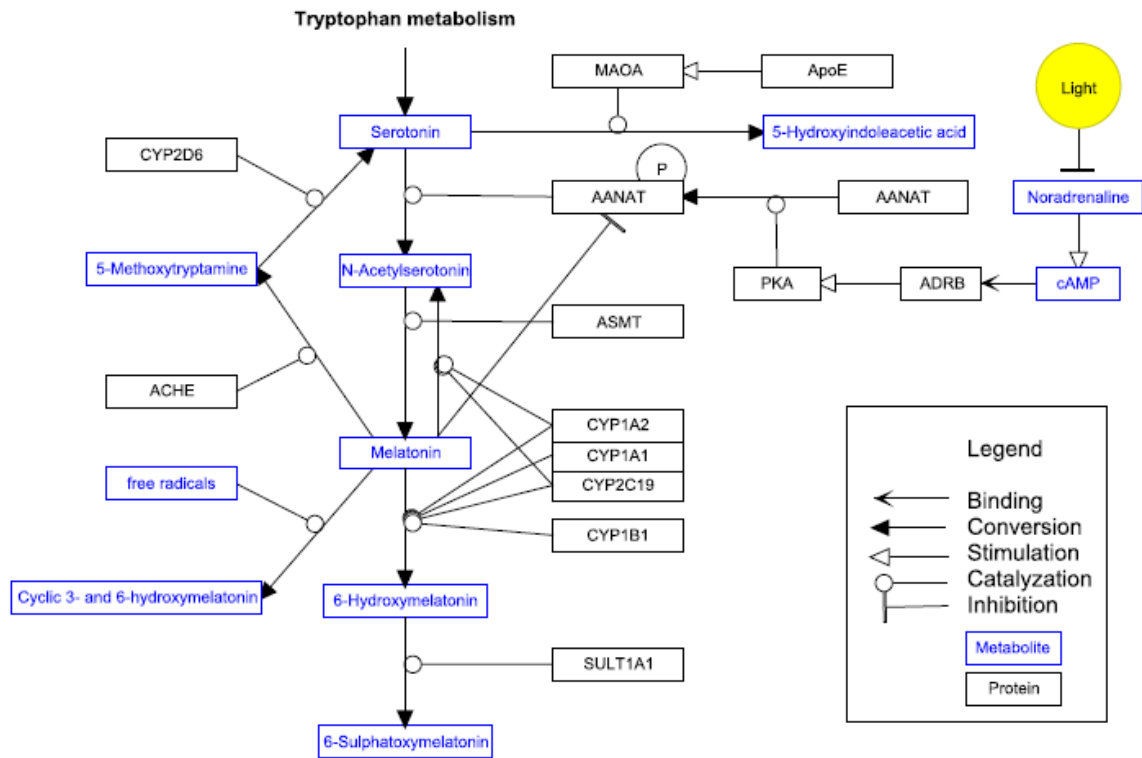 Tryptophan metabolism
MAOA
ApoE
Light
Serotonin
5-Hydroxyindoleacetic acid
CYP2D6
P
AANAT
AANAT
Noradrenaline
5-Methoxytryptamine
N-Acetylserotonin
PKA
ADRB
cAMP
ASMT
ACHE
CYP1A2
Melatonin
CYP1A1
free radicals
CYP2C19
CYP1B1
Cyclic 3- and 6-hydroxymelatonin
6-Hydroxymelatonin
SULT1A1
6-Sulphatoxymelatonin
Legend
Binding
Conversion
Stimulation
Catalyzation
Inhibition
Metabolite
Protein